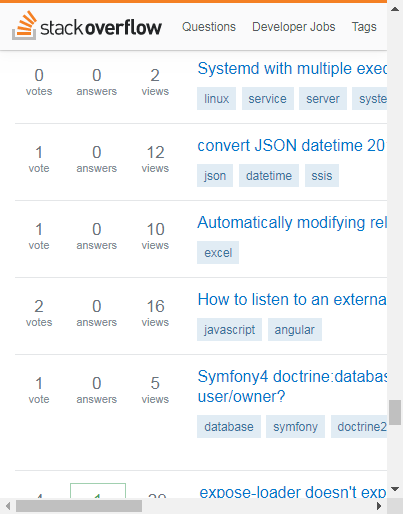 stackoverflow Questions Developer Jobs Tags
0 0 2 Systemd with multiple exec
votes answers views linux service server syste
1 0 12 convert JSON datetime 20
vote answers views json datetime ssis
1 0 10 Automatically modifying rel
vote answers views excel
2 0 16 How to listen to an externa
votes answers views javascript angular
1 0 5 Symfony4 doctrine:databas
vote answers views user/owner?
database symfony doctrine2
expose-loader doesn't exp